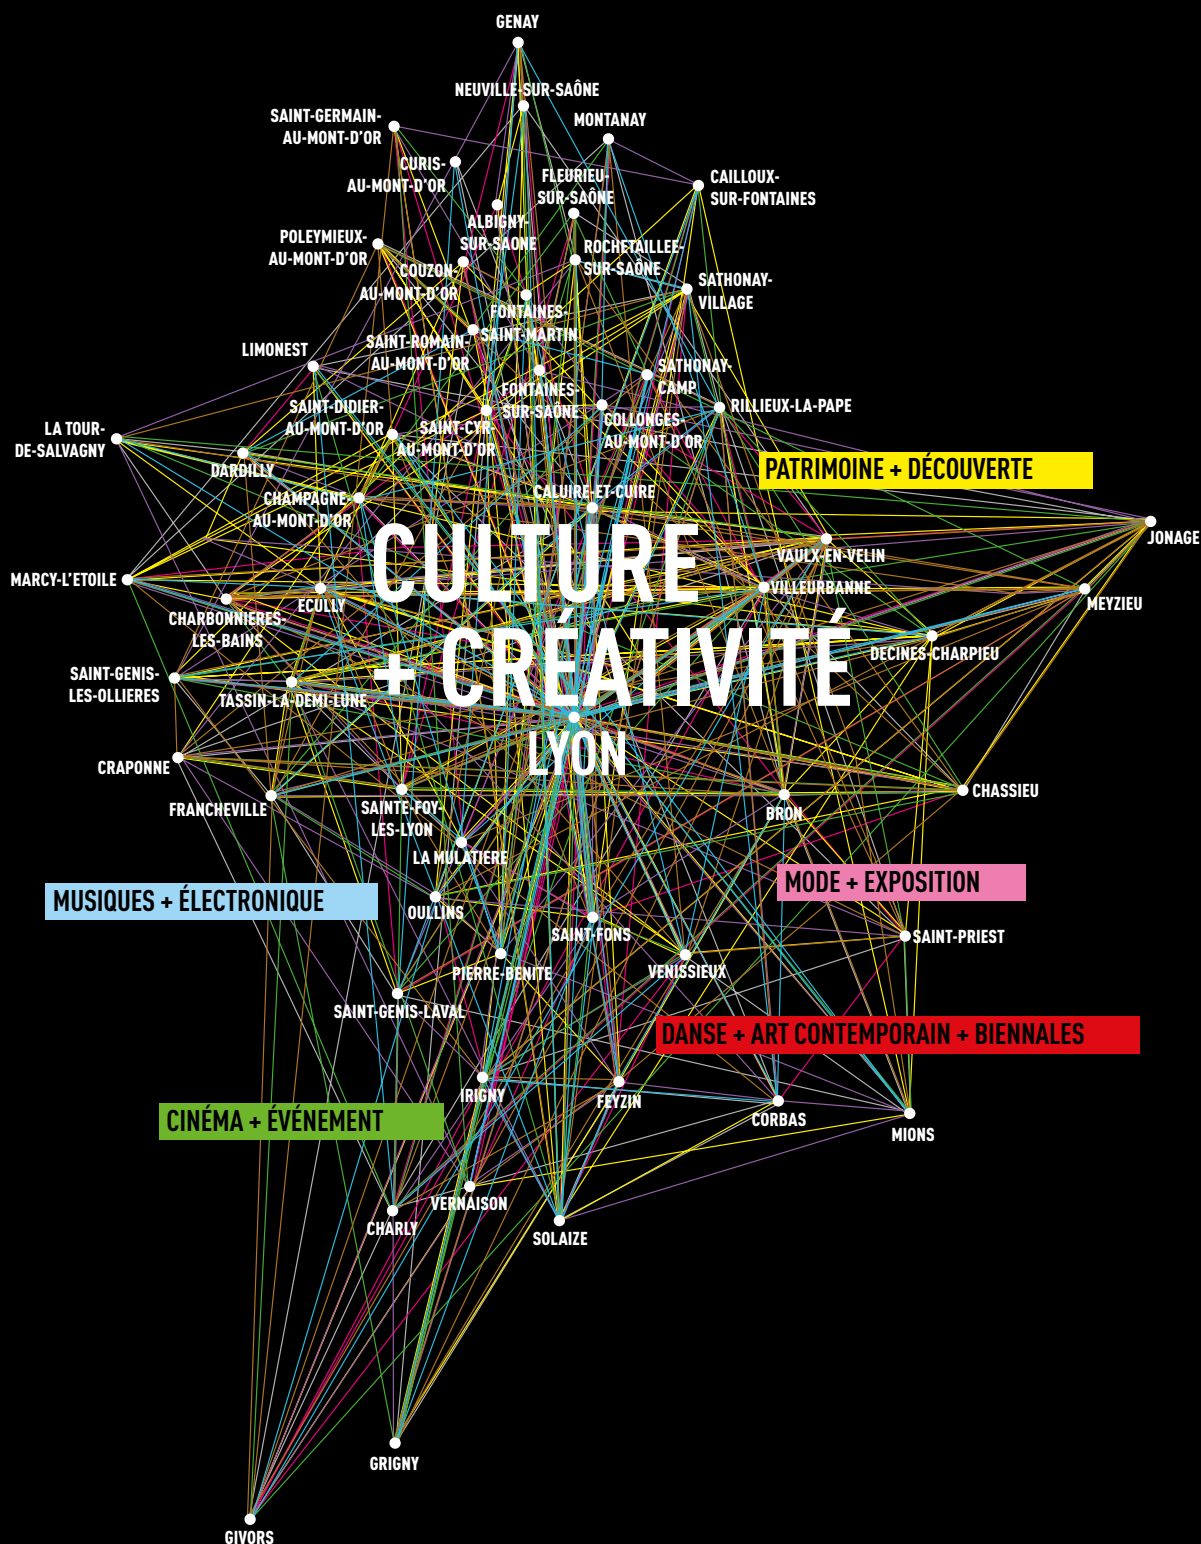 GENAY
NEUVILLE-SUR-SAÔNE
SAINT-GERMAIN-
AU-MONT-D'OR
MONTANAY
CURIS-
AU-MONT-D'OR
FLEURIEU-
SUR-SAÔNE
CAILLOUX-
SUR-FONTAINES
ALBIGNY-
SUR-SAONE
POLEYMIEUX-
AU-MONT-D'OR
ROCHETAILLEE-
SUR-SAÔNE
COUZON-
AU-MONT-D'OR
SATHONAY-
VILLAGE
FONTAINES-
SAINT-MARTIN
SAINT-ROMAIN-
AU-MONT-D'OR
LIMONEST
SATHONAY-
CAMP
FONTAINES-
SUR-SAÔNE
SAINT-DIDIER-
AU-MONT-D'OR
RILLIEUX-LA-PAPE
COLLONGES-
AU-MONT-D'OR
SAINT-CYR-
AU-MONT-D'OR
LA TOUR-
DE-SALVAGNY
DARDILLY
PATRIMOINE + DÉCOUVERTE
CALUIRE-ET-CUIRE
CHAMPAGNE-
AU-MONT-D'OR
JONAGE
CULTURE
+ CRÉATIVITÉ
VAULX-EN-VELIN
MARCY-L'ETOILE
VILLEURBANNE
MEYZIEU
ECULLY
CHARBONNIERES-
LES-BAINS
DECINES-CHARPIEU
SAINT-GENIS-
LES-OLLIERES
TASSIN-LA-DEMI-LUNE
LYON
CRAPONNE
CHASSIEU
FRANCHEVILLE
SAINTE-FOY-
LES-LYON
BRON
LA MULATIERE
MODE + EXPOSITION
MUSIQUES + ÉLECTRONIQUE
OULLINS
SAINT-FONS
SAINT-PRIEST
PIERRE-BENITE
VENISSIEUX
SAINT-GENIS-LAVAL
DANSE + ART CONTEMPORAIN + BIENNALES
IRIGNY
FEYZIN
CORBAS
CINÉMA + ÉVÉNEMENT
MIONS
VERNAISON
CHARLY
SOLAIZE
GRIGNY
GIVORS